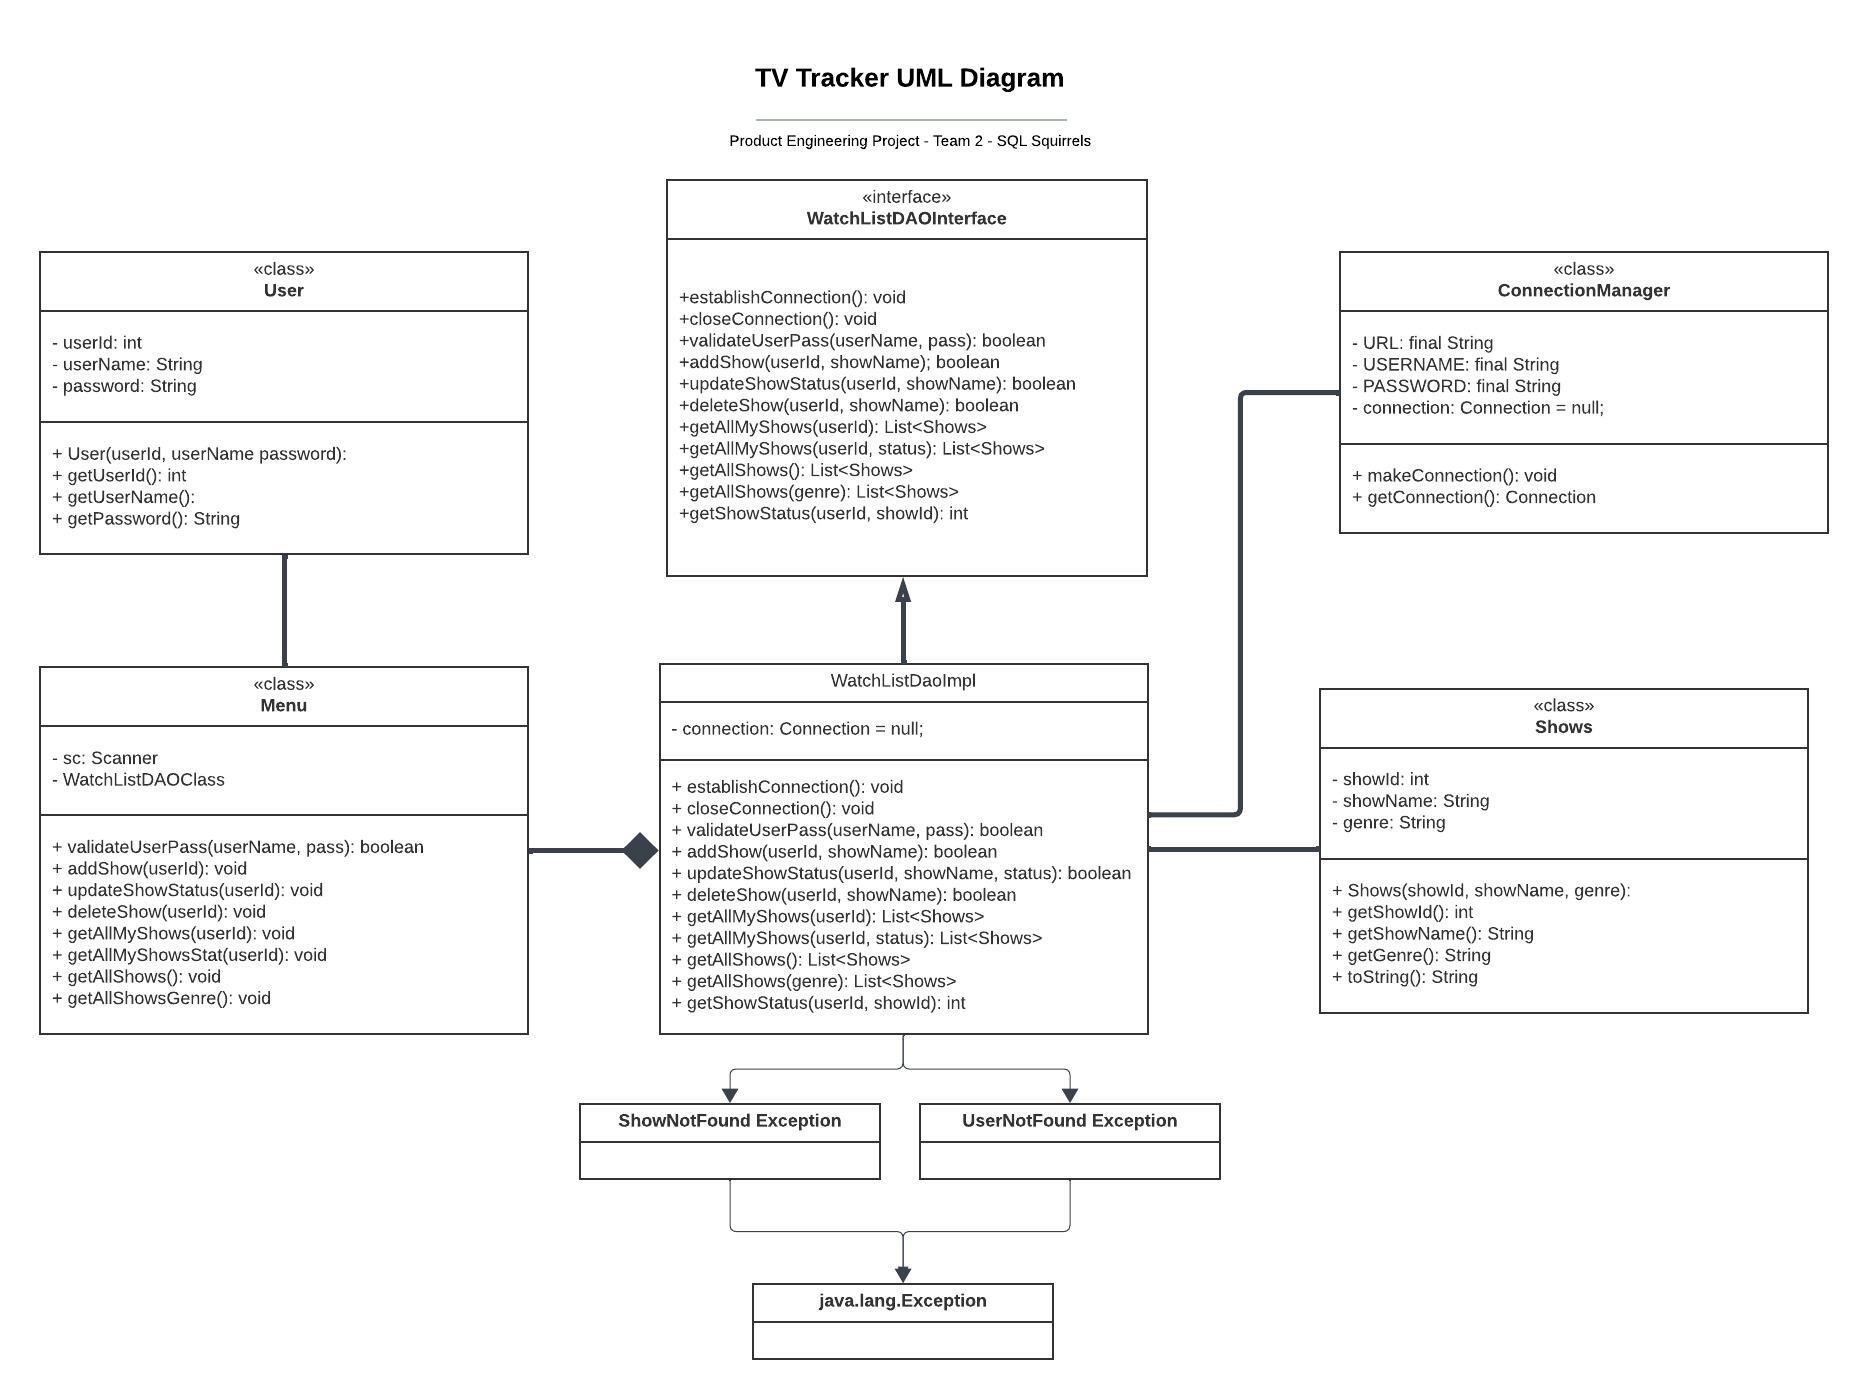 TV Tracker UML Diagram
Product Engineering Project - Team 2 - SQL Squirrels
«interface»
WatchListDAOInterface
+establishConnection(): void
+closeConnection(): void
+validateUserPass(userName, pass): boolean
+addShow(userId, showName); boolean
+updateShowStatus(userId, showName): boolean
+deleteShow(userId, showName): boolean
+getAllMyShows(userId): List<Shows>
+getAllMyShows(userId, status): List<Shows>
+getAllShows(): List<Shows>
+getAllShows(genre): List<Shows>
+getShowStatus(userId, showId): int
«class»
User
- userId: int
- userName: String
- password: String
+ User(userId, userName password):
+ getUserId(): int
+ getUserName():
+ getPassword(): String
«class»
ConnectionManager
- URL: final String
- USERNAME: final String
- PASSWORD: final String
- connection: Connection = null;
+ makeConnection(): void
+ getConnection(): Connection
«class»
Menu
- sc: Scanner
- WatchListDAOClass
+ validateUserPass(userName, pass): boolean
+ addShow(userId): void
+ updateShowStatus(userId): void
+ deleteShow(userId): void
+ getAllMyShows(userId): void
+ getAllMyShowsStat(userId): void
+ getAllShows(): void
+ getAllShowsGenre(): void
WatchListDaoImpl
- connection: Connection = null;
+ establishConnection(): void
+ closeConnection(): void
+ validateUserPass(userName, pass): boolean
+ addShow(userId, showName): boolean
+ updateShowStatus(userId, showName, status): boolean
+ deleteShow(userId, showName): boolean
+ getAllMyShows(userId): List<Shows>
+ getAllMyShows(userId, status): List<Shows>
+ getAllShows(): List<Shows>
+ getAllShows(genre): List<Shows>
+ getShowStatus(userId, showId): int
«class»
Shows
- showId: int
- showName: String
- genre: String
+ Shows(showId, showName, genre):
+ getShowId(): int
+ getShowName(): String
+ getGenre(): String
+ toString(): String
ShowNotFound Exception
UserNotFound Exception
java.lang.Exception